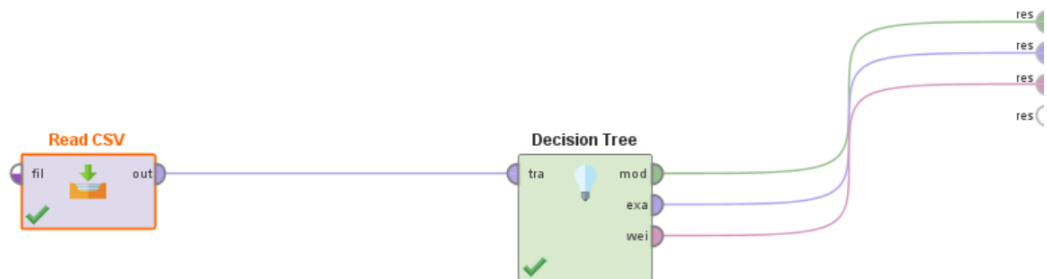 res
res
res
res
Read CSV
Decision Tree
fil
out
tra
mod
exa
wei